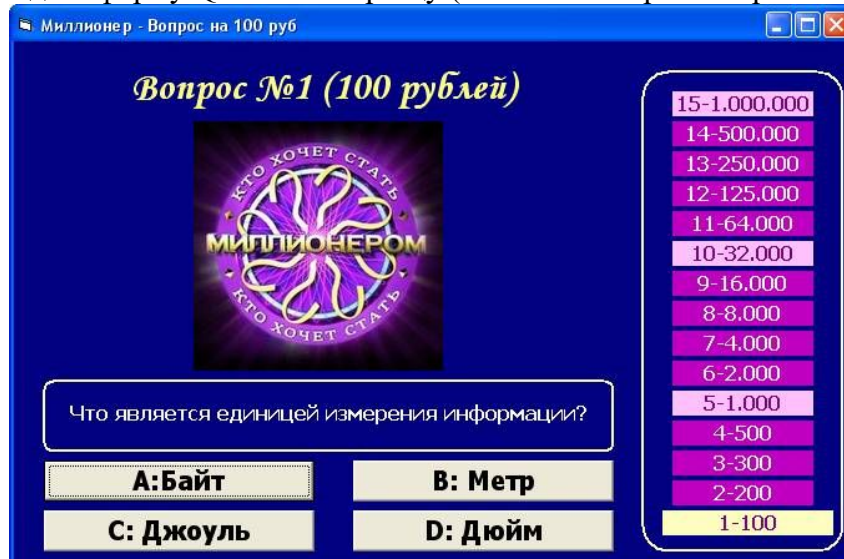 Миллионер - Вопрос на 100 руб
Вопрос №1 (100 рублей)
КТО ХОЧЕТ СТАТЬ
МИЛЛИОНЕРОМ
КТО ХОЧЕТ СТАТЬ
Что является единицей измерения информации?
A:Байт
B: Метр
C: Джоуль
D: Дюйм
15-1.000.000
14-500.000
13-250.000
12-125.000
11-64.000
10-32.000
9-16.000
8-8.000
7-4.000
6-2.000
5-1.000
4-500
3-300
2-200
1-100